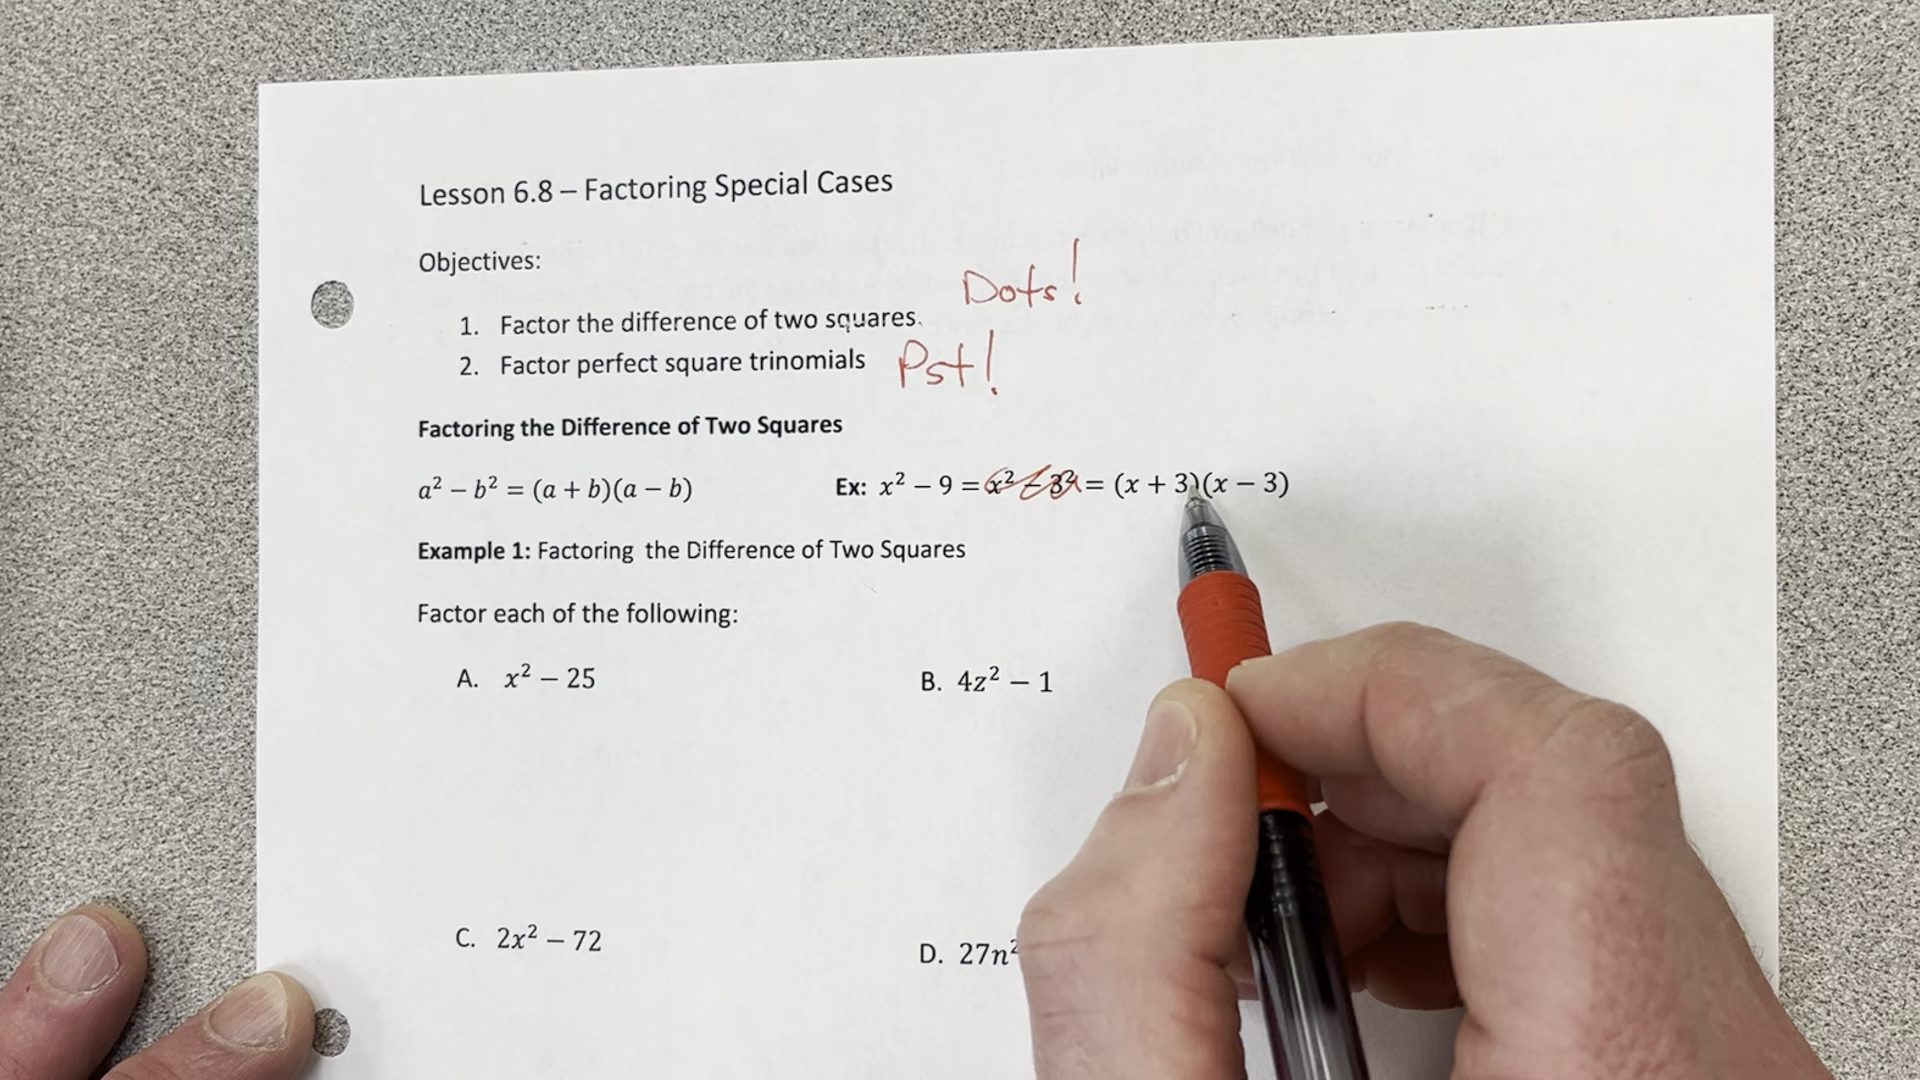 Lesson 6.8 – Factoring Special Cases
Objectives:
Dots!
1. Factor the difference of two squares.
2. Factor perfect square trinomials Pst!
Factoring the Difference of Two Squares
a² − b² = (a + b)(a − b) Ex: x² − 9 = x² − 3² = (x + 3)(x − 3)
Example 1: Factoring the Difference of Two Squares
Factor each of the following:
A. x² − 25 B. 4z² − 1
C. 2x² − 72 D. 27n²